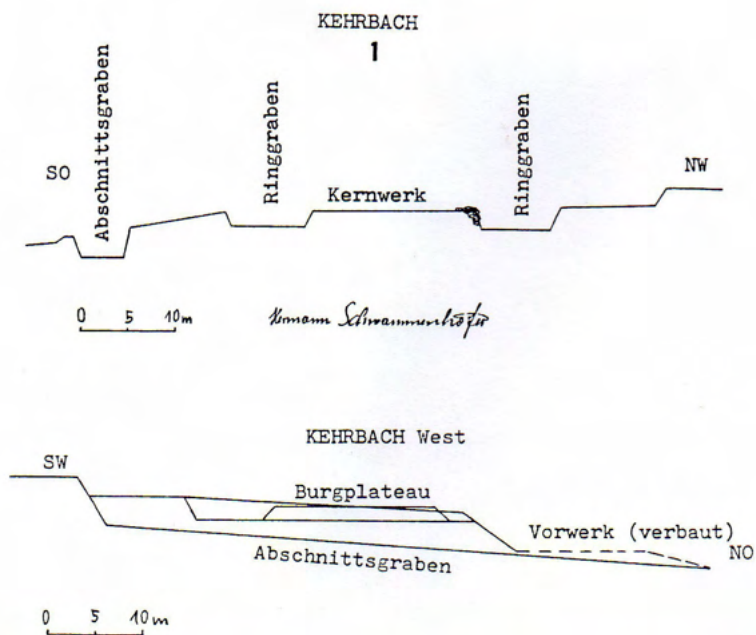 KEHRBACH
1
Abschnittsgraben
Ringgraben
Ringgraben
SO
NW
Kernwerk
0 5 10m
Hermann Schwammenhöfer
KEHRBACH West
SW
Burgplateau
Vorwerk (verbaut)
NO
Abschnittsgraben
0 5 10m